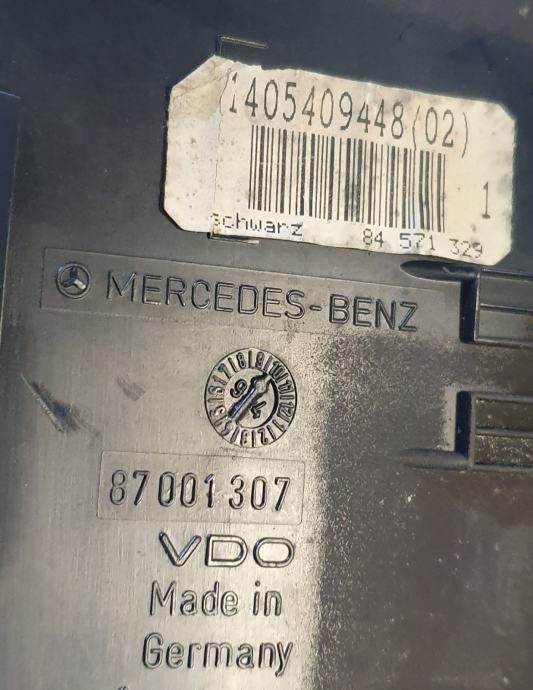 (1405409448(02)
1
schwarz 84 571 329
MERCEDES-BENZ
87001307
VDO
Made in
Germany